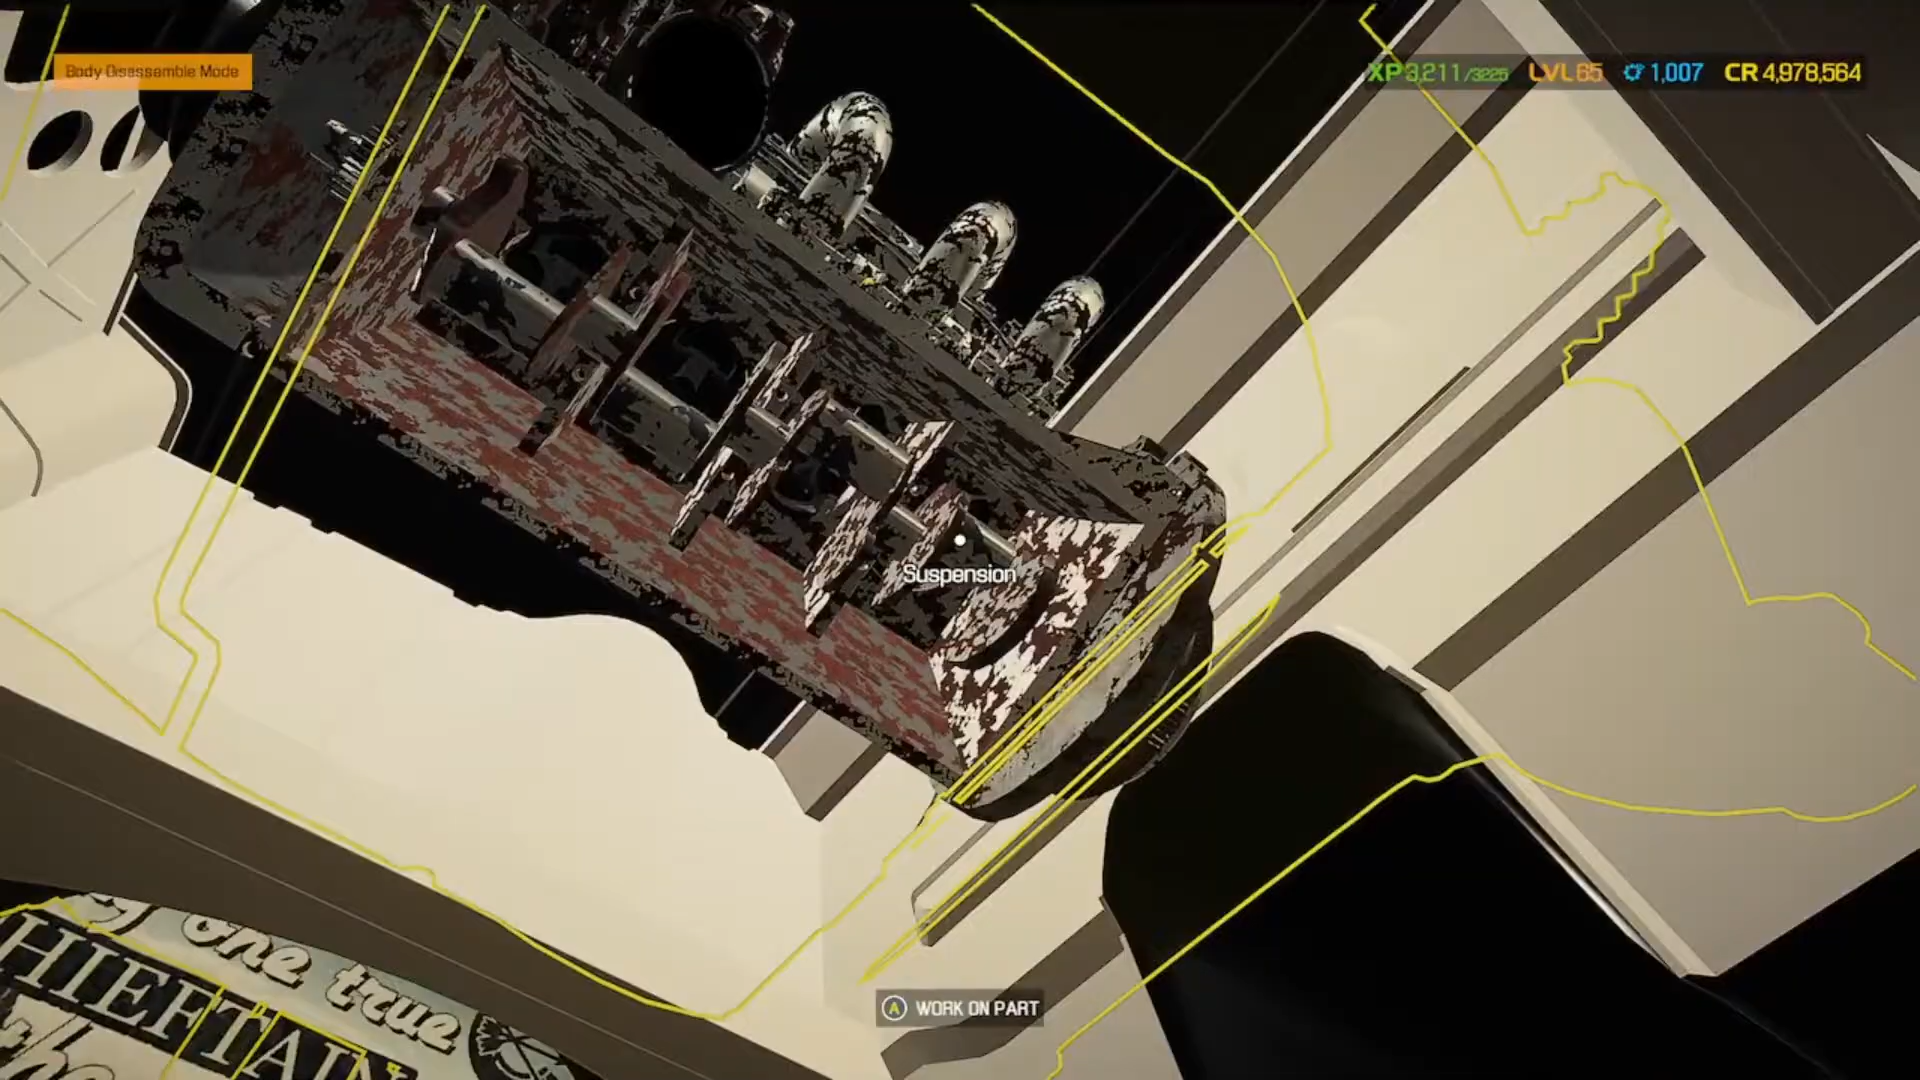 Body Disassemble Mode
XP 3,211/3225 LVL 65 1,007 CR 4,978,564
Suspension
one true
HIEFTAIN
the
A WORK ON PART